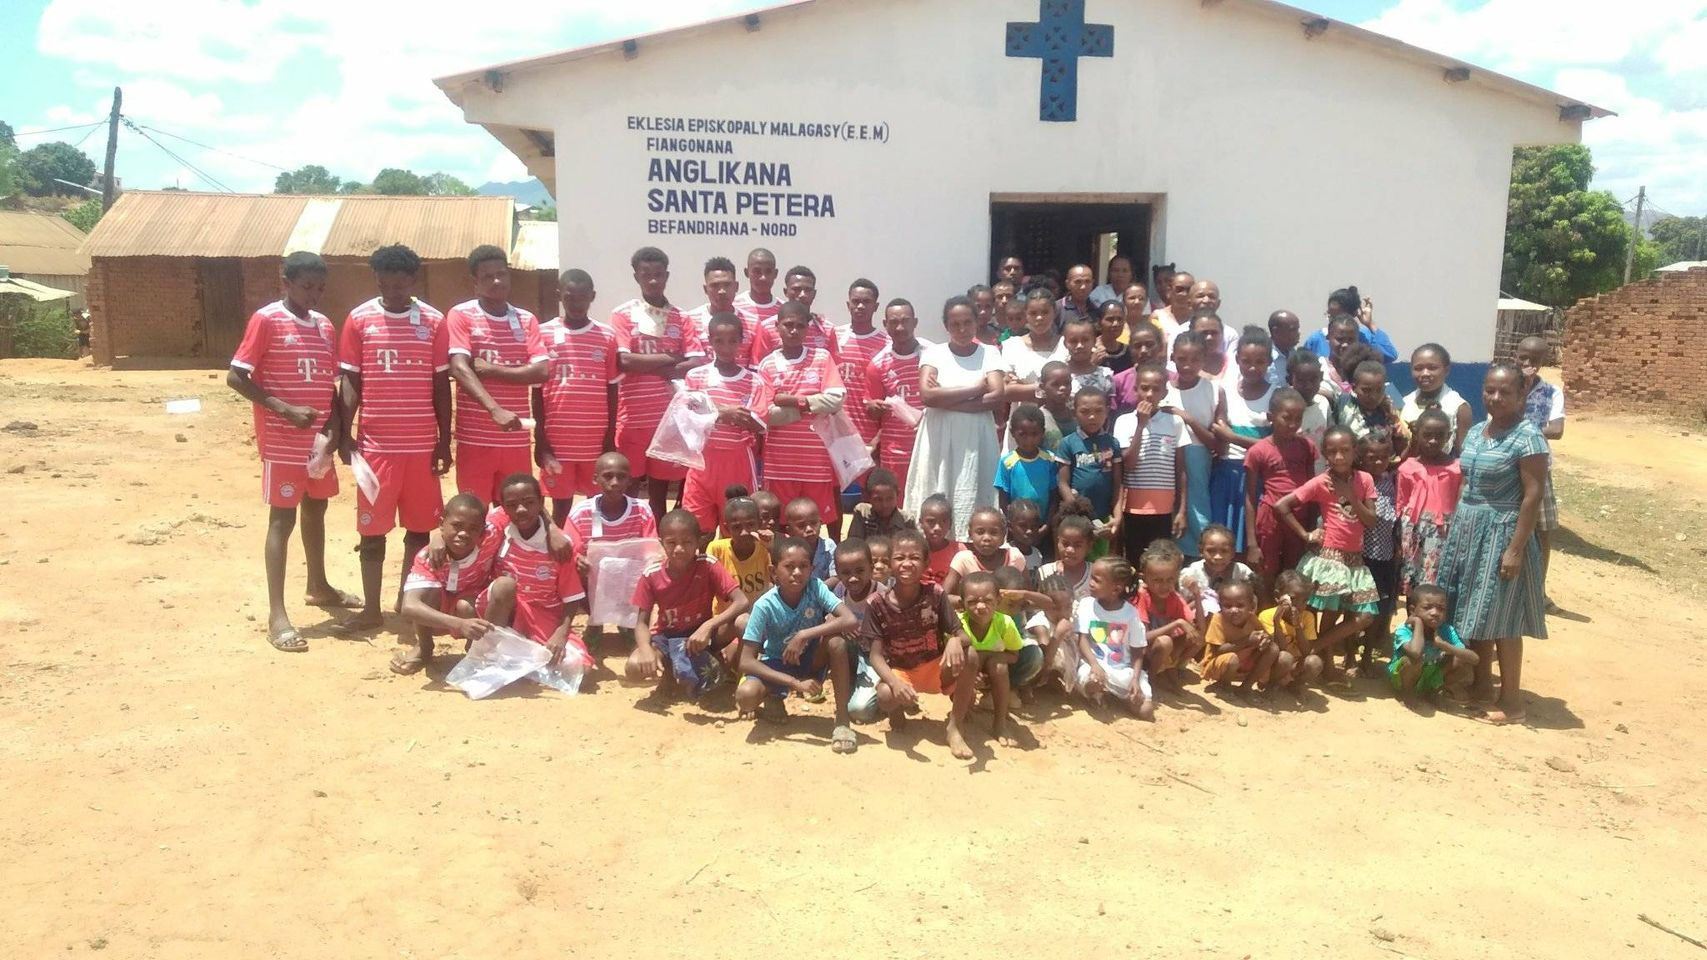 EKLESIA EPISKOPALY MALAGASY (E.E.M)
FIANGONANA
ANGLIKANA
SANTA PETERA
BEFANDRIANA - NORD
T
T
T
T